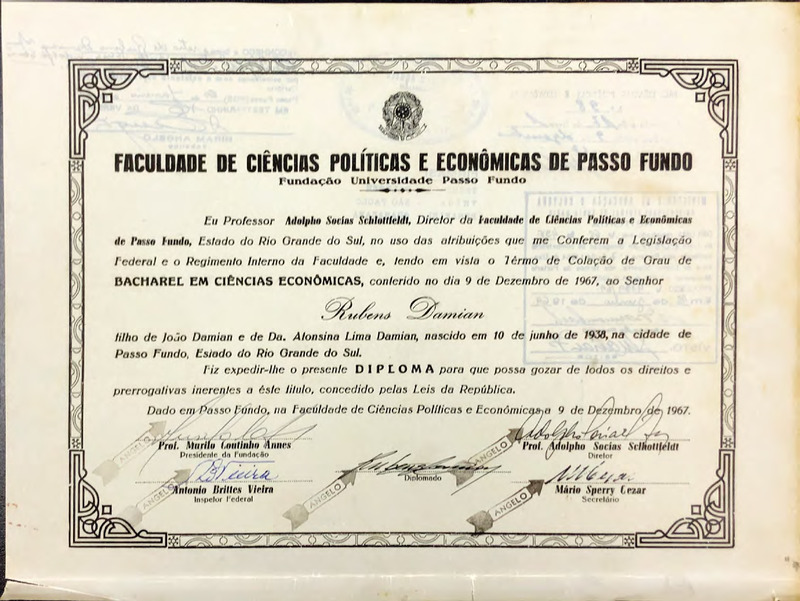 FACULDADE DE CIÊNCIAS POLÍTICAS E ECONÔMICAS DE PASSO FUNDO
Fundação Universidade Passo Fundo
Eu Professor Adolpho Socias Schlottfeldt, Diretor da Faculdade de Ciências Políticas e Econômicas
de Passo Fundo, Estado do Rio Grande do Sul, no uso das atribuições que me Conferem a Legislação
Federal e o Regimento Interno da Faculdade e, tendo em vista o Têrmo de Colação de Grau de
BACHAREL EM CIÊNCIAS ECONÔMICAS, conferido no dia 9 de Dezembro de 1967, ao Senhor
Rubens Damian
filho de João Damian e de Da. Alonsina Lima Damian, nascido em 10 de junho de 1938, na cidade de
Passo Fundo, Estado do Rio Grande do Sul.
Fiz expedir-lhe o presente DIPLOMA para que possa gozar de todos os direitos e
prerrogativas inerentes a êste título, concedido pelas Leis da República.
Dado em Passo Fundo, na Faculdade de Ciências Políticas e Econômicas, a 9 de Dezembro de 1967.
Prof. Murilo Coutinho Annes
Presidente da Fundação
Prof. Adolpho Socias Selhottfeldt
Diretor
ANGELO
ANGELO
B Vieira
Antonio Brittes Vieira
Inspetor Federal
Diplomado
Mário Sperry Cezar
Secretário
ANGELO
ANGELO